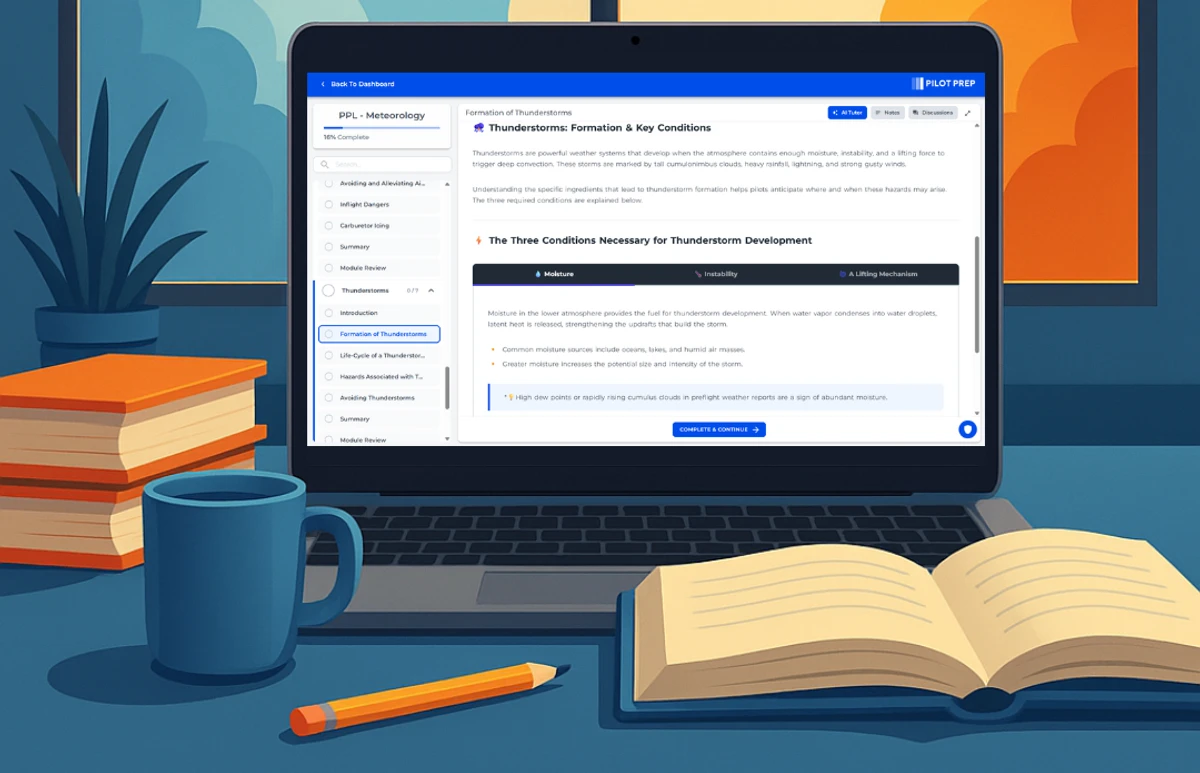 Back To Dashboard
PILOT PREP
PPL - Meteorology
16% Complete
Search...
Avoiding and Alleviating Ai...
Inflight Dangers
Carburetor Icing
Summary
Module Review
Thunderstorms 0/7
Introduction
Formation of Thunderstorms
Life-Cycle of a Thunderstor...
Hazards Associated with T...
Avoiding Thunderstorms
Summary
Module Review
Formation of Thunderstorms
AI Tutor
Notes
Discussions
Thunderstorms: Formation & Key Conditions
Thunderstorms are powerful weather systems that develop when the atmosphere contains enough moisture, instability, and a lifting force to
trigger deep convection. These storms are marked by tall cumulonimbus clouds, heavy rainfall, lightning, and strong gusty winds.
Understanding the specific ingredients that lead to thunderstorm formation helps pilots anticipate where and when these hazards may arise.
The three required conditions are explained below.
The Three Conditions Necessary for Thunderstorm Development
Moisture
Instability
A Lifting Mechanism
Moisture in the lower atmosphere provides the fuel for thunderstorm development. When water vapor condenses into water droplets,
latent heat is released, strengthening the updrafts that build the storm.
• Common moisture sources include oceans, lakes, and humid air masses.
• Greater moisture increases the potential size and intensity of the storm.
High dew points or rapidly rising cumulus clouds in preflight weather reports are a sign of abundant moisture.
COMPLETE & CONTINUE